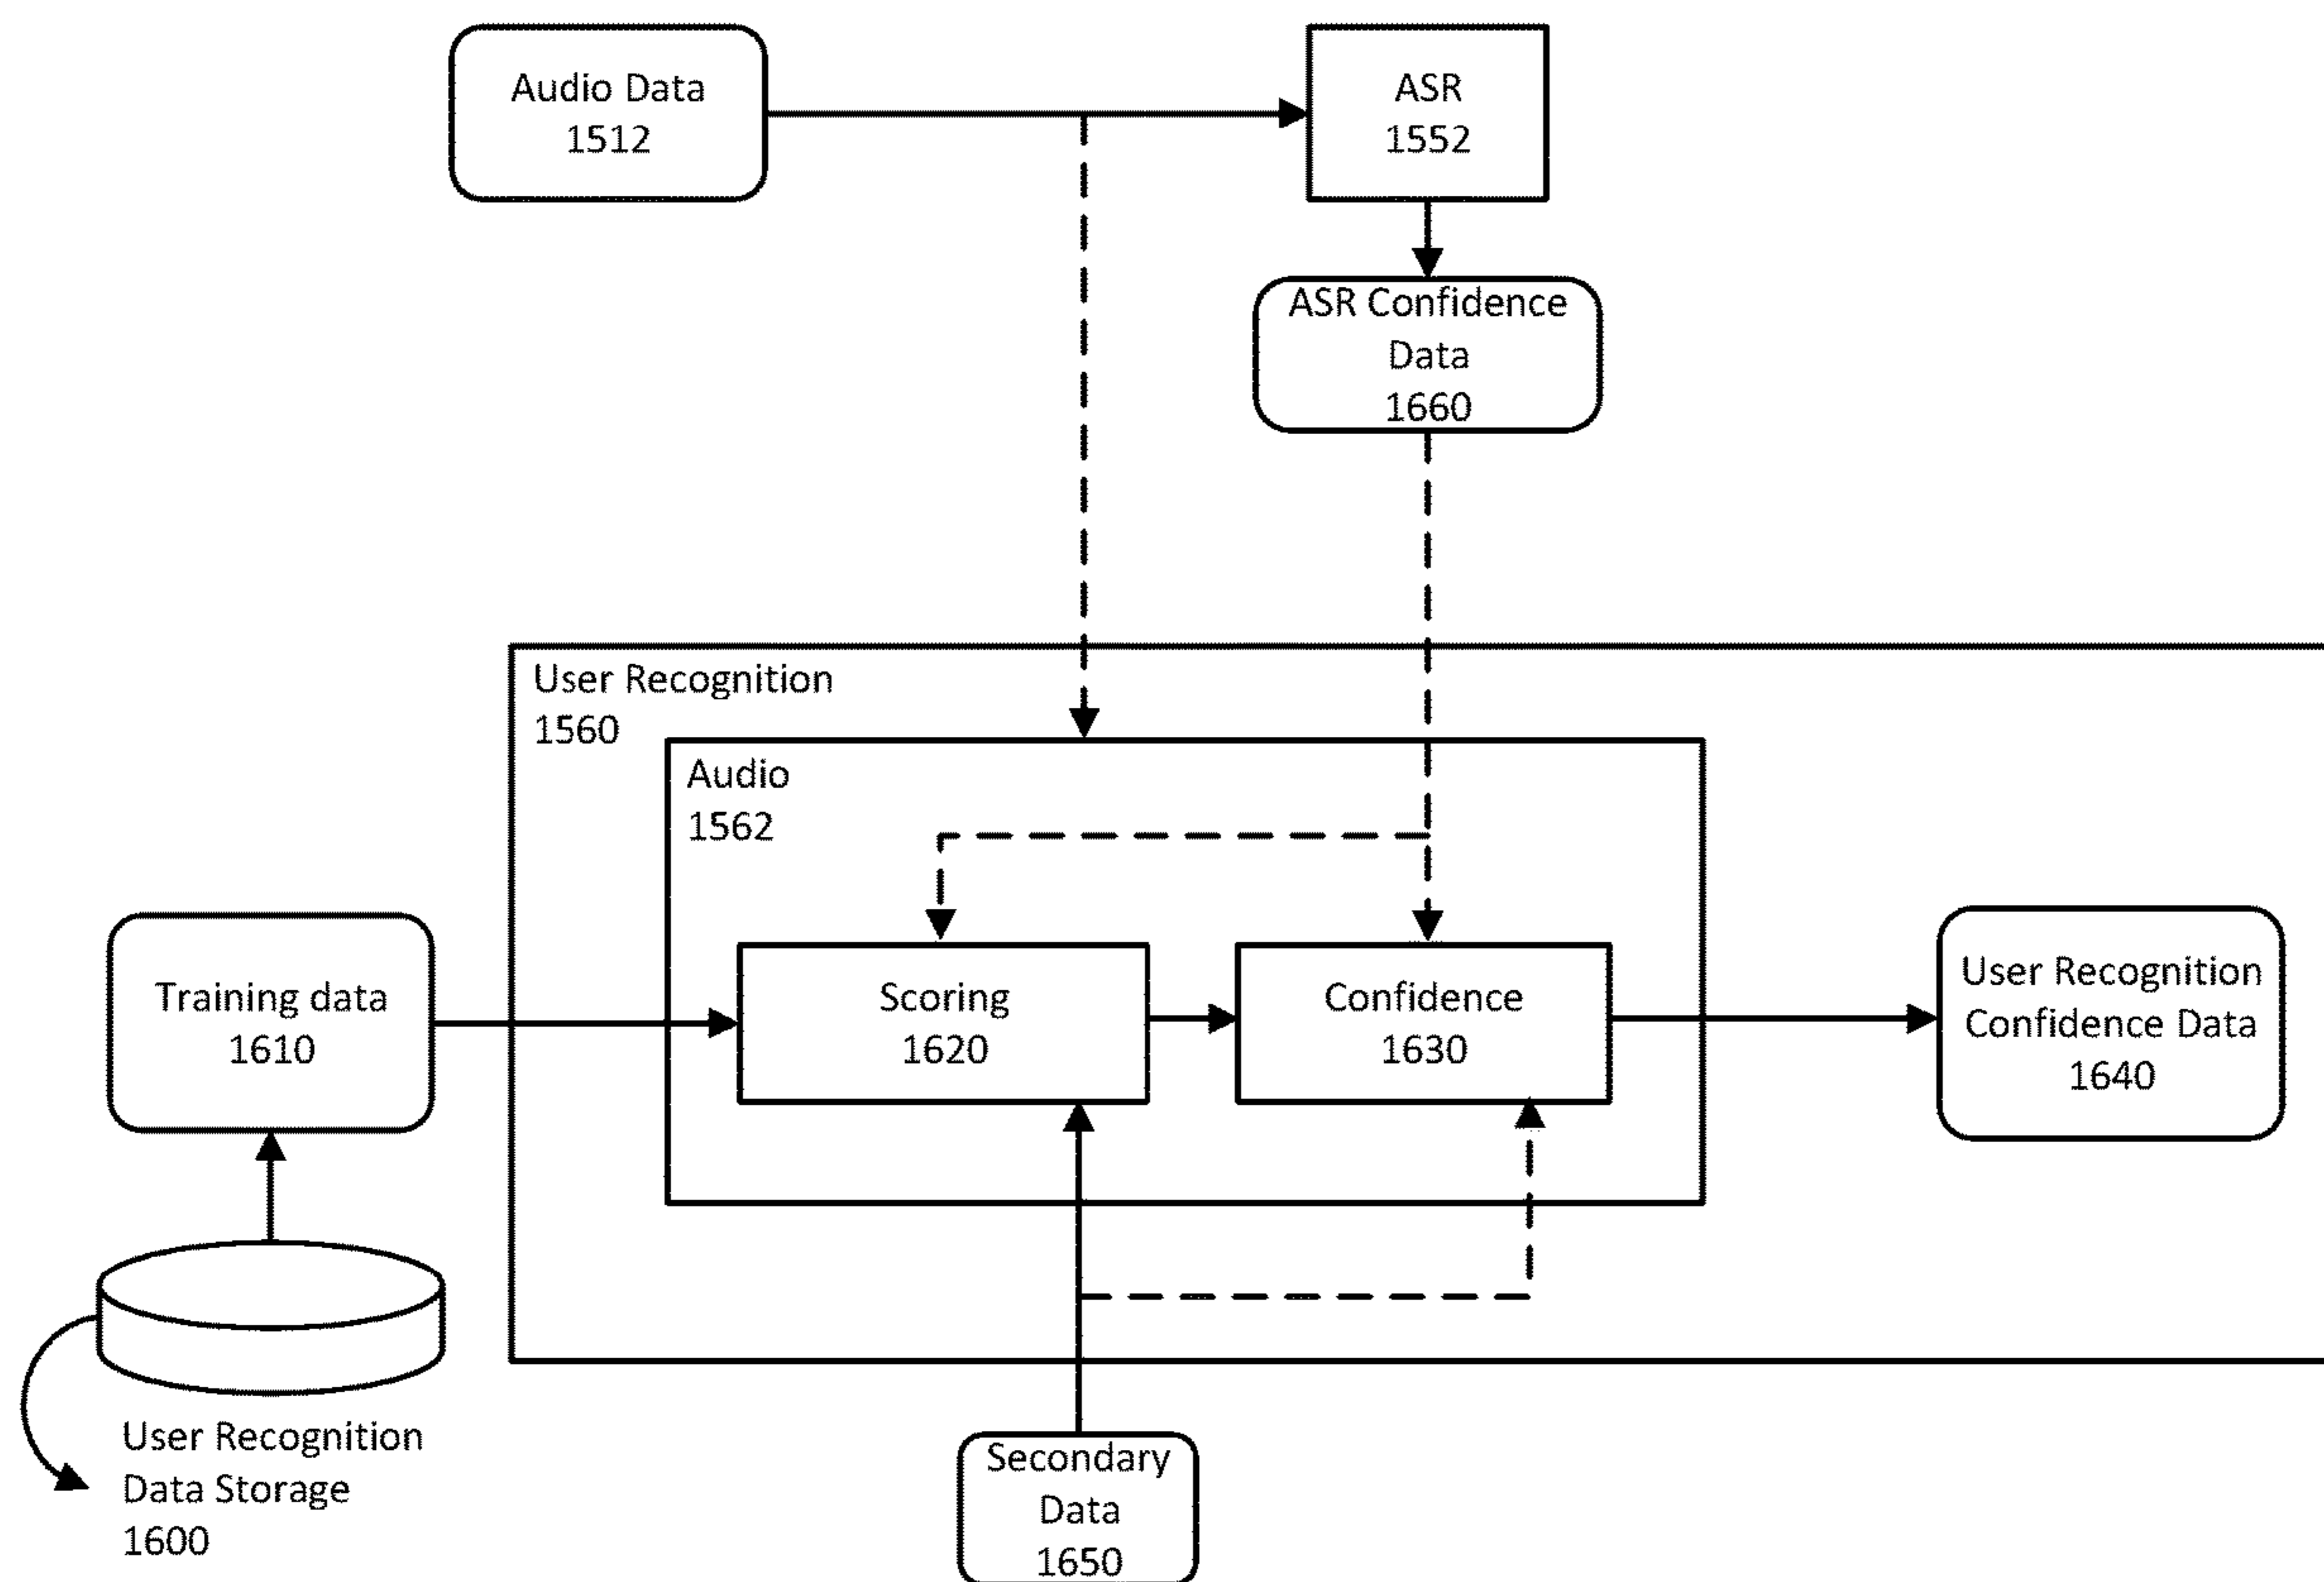 Audio Data
1512
ASR
1552
ASR Confidence
Data
1660
User Recognition
1560
Audio
1562
Training data
1610
Scoring
1620
Confidence
1630
User Recognition
Confidence Data
1640
User Recognition
Data Storage
1600
Secondary
Data
1650